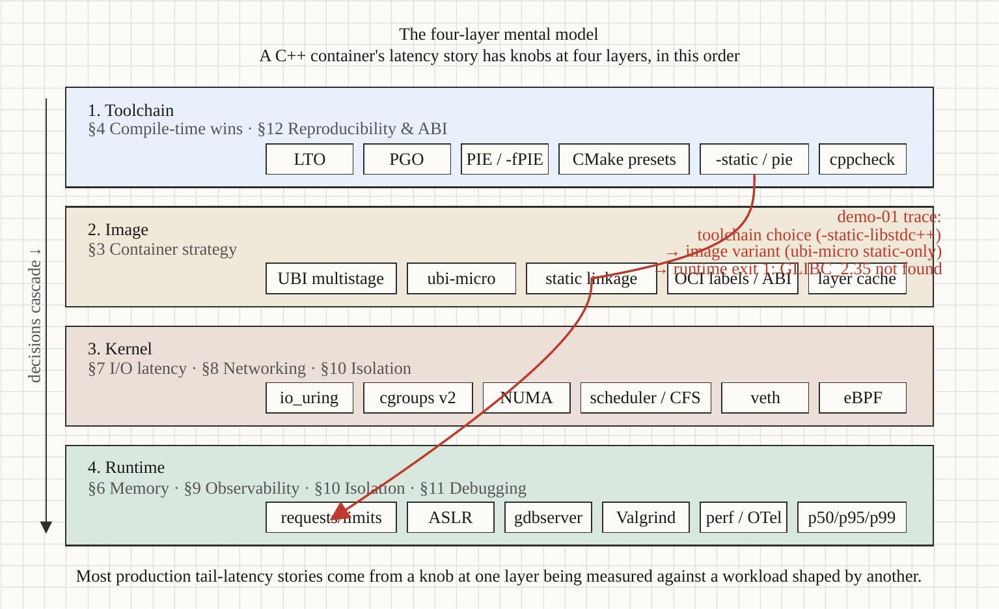 The four-layer mental model
A C++ container's latency story has knobs at four layers, in this order
1. Toolchain
§4 Compile-time wins · §12 Reproducibility & ABI
LTO
PGO
PIE / -fPIE
CMake presets
-static / pie
cppcheck
demo-01 trace:
toolchain choice (-static-libstdc++)
→ image variant (ubi-micro static-only)
→ runtime exit 1: GLIBC_2.35 not found
2. Image
§3 Container strategy
UBI multistage
ubi-micro
static linkage
OCI labels / ABI
layer cache
decisions cascade ↓
3. Kernel
§7 I/O latency · §8 Networking · §10 Isolation
io_uring
cgroups v2
NUMA
scheduler / CFS
veth
eBPF
4. Runtime
§6 Memory · §9 Observability · §10 Isolation · §11 Debugging
requests/limits
ASLR
gdbserver
Valgrind
perf / OTel
p50/p95/p99
Most production tail-latency stories come from a knob at one layer being measured against a workload shaped by another.